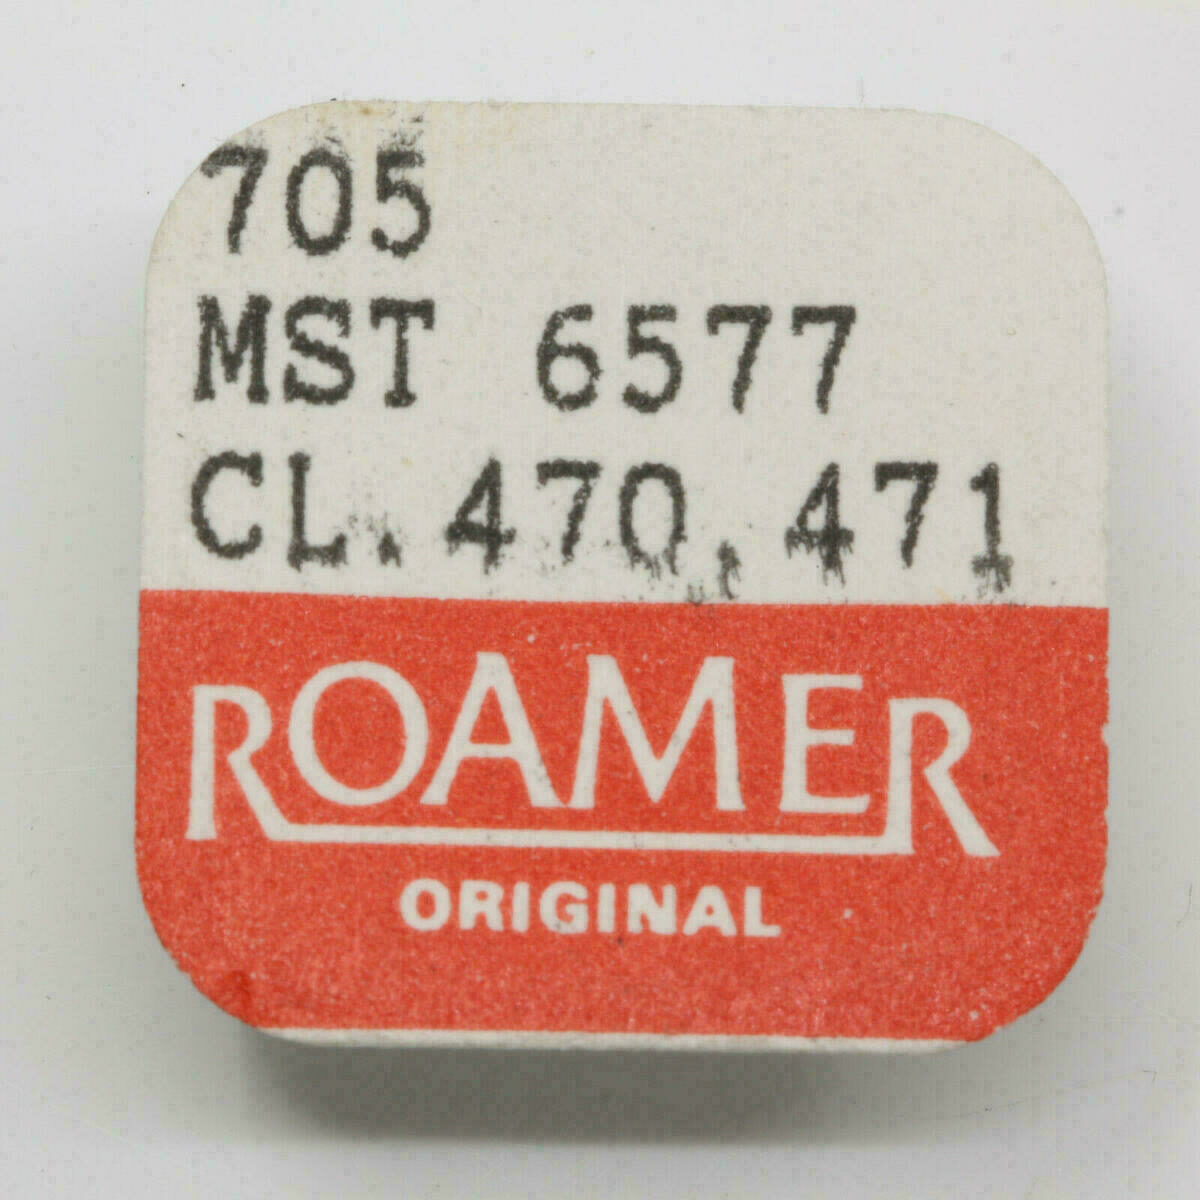 705
MST 6577
CL.470,471
ROAMER
ORIGINAL